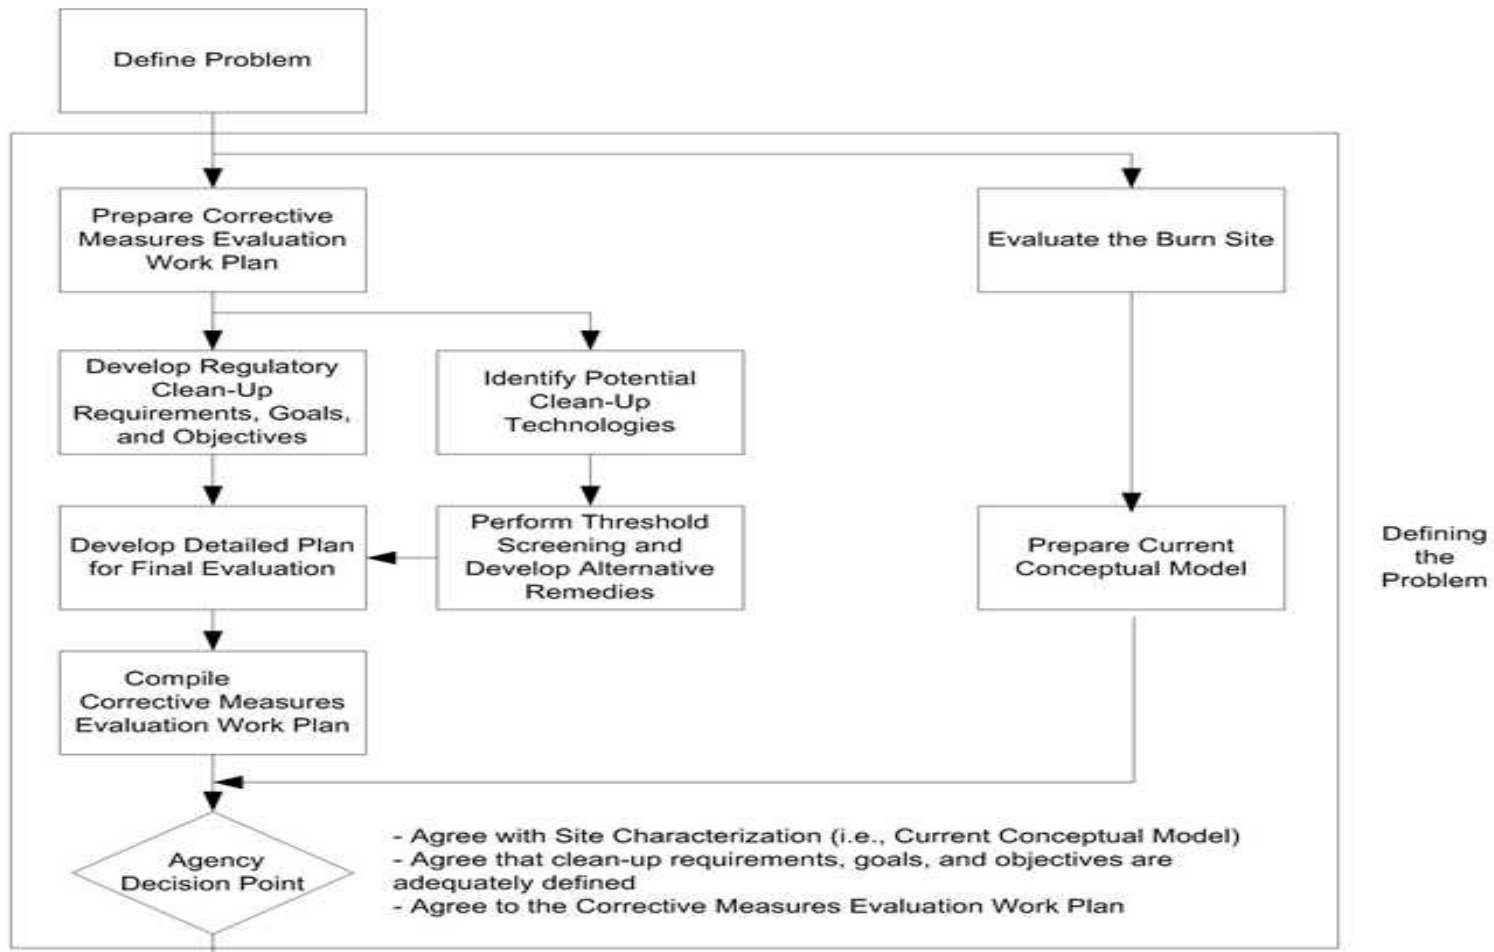 Define Problem
Prepare Corrective
Measures Evaluation
Work Plan
Evaluate the Burn Site
Develop Regulatory
Clean-Up
Requirements, Goals,
and Objectives
Identify Potential
Clean-Up
Technologies
Develop Detailed Plan
for Final Evaluation
Perform Threshold
Screening and
Develop Alternative
Remedies
Prepare Current
Conceptual Model
Defining
the
Problem
Compile
Corrective Measures
Evaluation Work Plan
Agency
Decision Point
- Agree with Site Characterization (i.e., Current Conceptual Model)
- Agree that clean-up requirements, goals, and objectives are
adequately defined
- Agree to the Corrective Measures Evaluation Work Plan